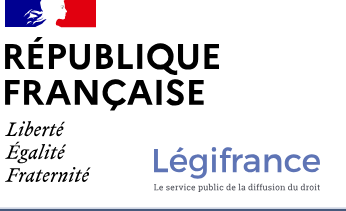 RÉPUBLIQUE
FRANÇAISE
Liberté
Égalité
Fraternité
Légifrance
Le service public de la diffusion du droit